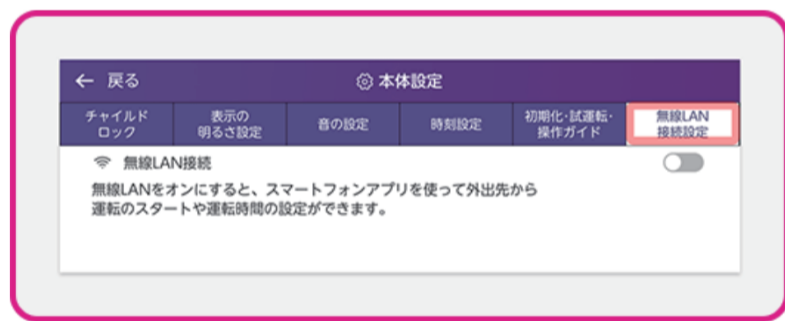 ← 戻る
本体設定
チャイルド
ロック
表示の
明るさ設定
音の設定
時刻設定
初期化·試運転·
操作ガイド
無線LAN
接続設定
無線LAN接続
無線LANをオンにすると、スマートフォンアプリを使って外出先から
運転のスタートや運転時間の設定ができます。